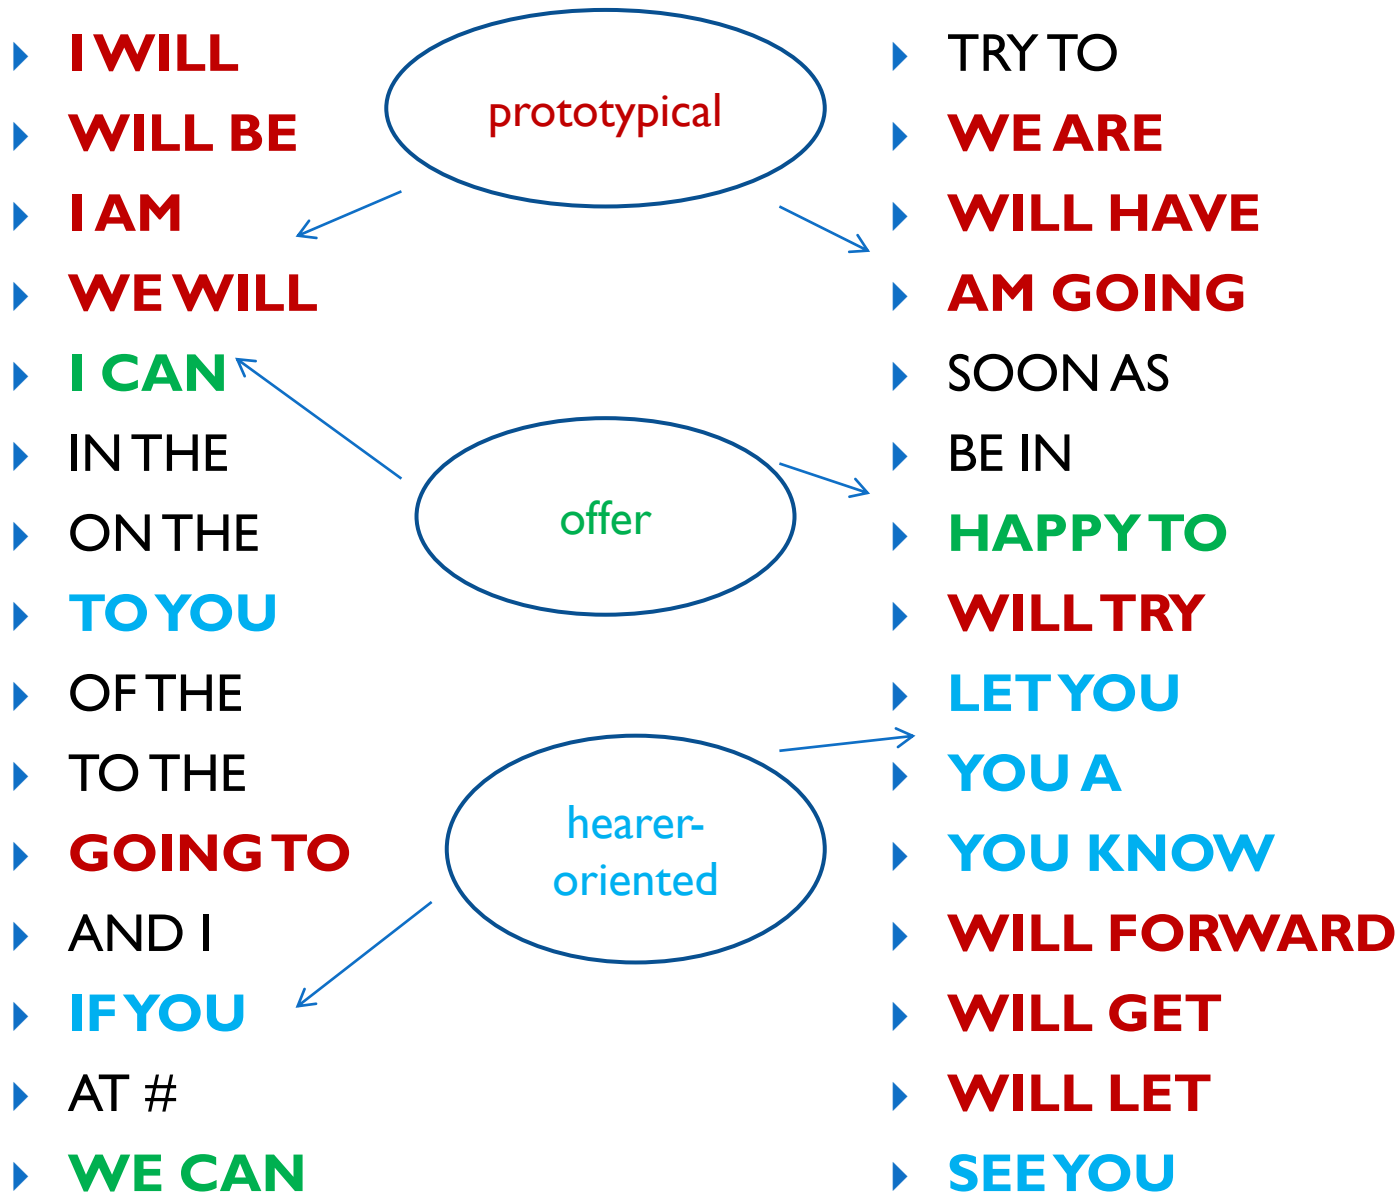 I WILL
WILL BE
I AM
WE WILL
I CAN
IN THE
ON THE
TO YOU
OF THE
TO THE
GOING TO
AND I
IF YOU
AT #
WE CAN
prototypical
offer
hearer-
oriented
TRY TO
WE ARE
WILL HAVE
AM GOING
SOON AS
BE IN
HAPPY TO
WILL TRY
LET YOU
YOU A
YOU KNOW
WILL FORWARD
WILL GET
WILL LET
SEE YOU